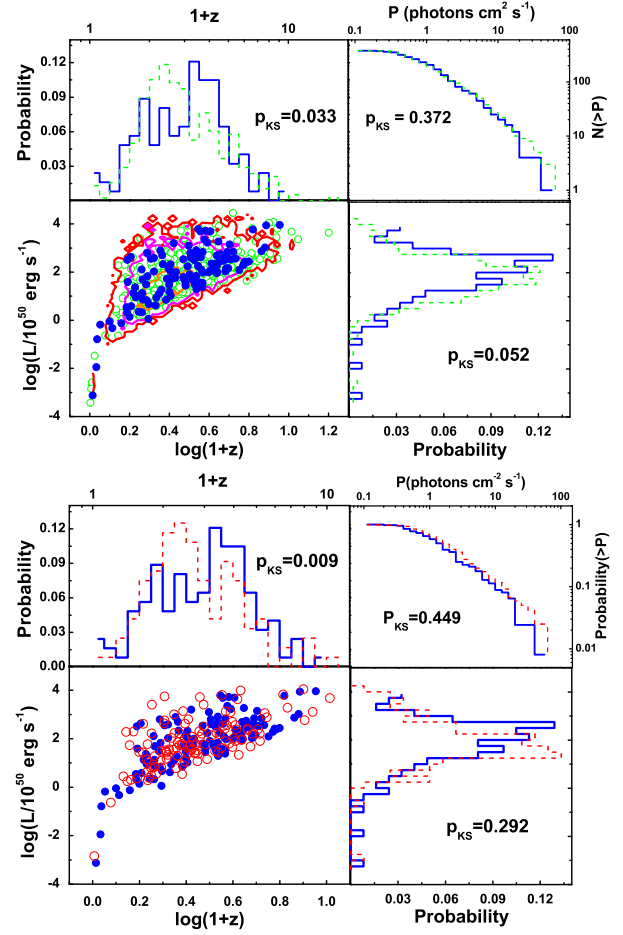 1+z
P (photons cm² s⁻¹)
1 10
0.1 1 10 100
Probability
0.12
0.09
0.06
0.03
p_KS=0.033
p_KS = 0.372
100
10
1
N(>P)
log(L/10⁵⁰ erg s⁻¹)
4
2
0
-2
-4
p_KS=0.052
0.0 0.2 0.4 0.6 0.8 1.0 1.2
0.03 0.06 0.09 0.12
log(1+z)
Probability
1+z
P(photons cm⁻² s⁻¹)
1 10
0.1 1 10 100
Probability
0.12
0.09
0.06
0.03
0.00
p_KS=0.009
P_KS=0.449
1
0.1
0.01
Probability(>P)
log(L/10⁵⁰ erg s⁻¹)
4
2
0
-2
-4
p_KS=0.292
0.0 0.2 0.4 0.6 0.8 1.0
0.03 0.06 0.09 0.12
log(1+z)
Probability